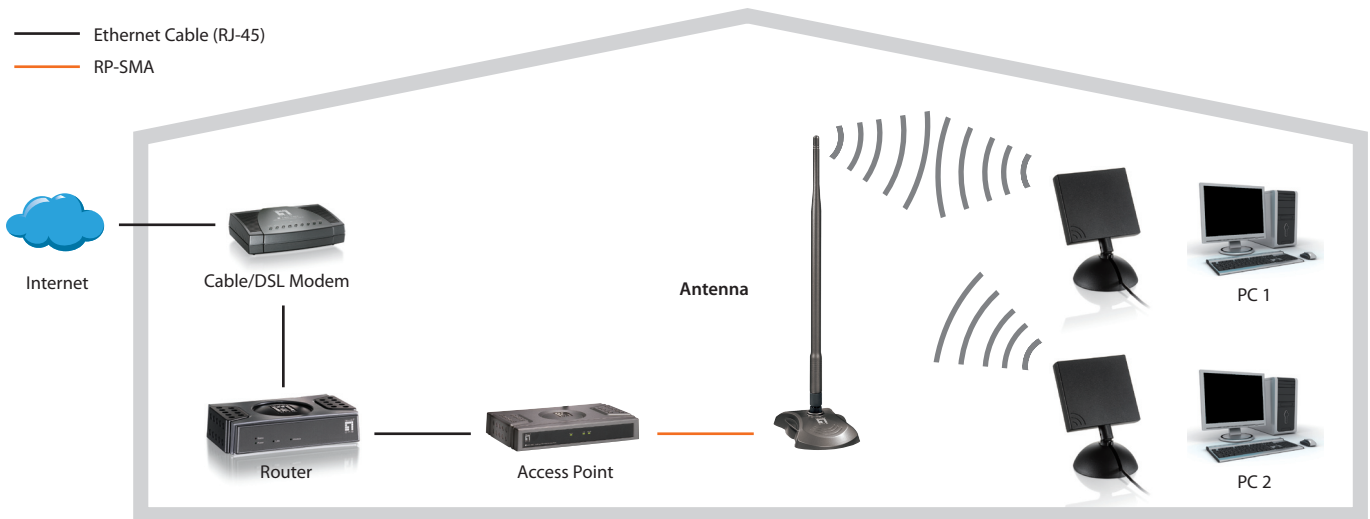 Ethernet Cable (RJ-45)
RP-SMA
Internet
Cable/DSL Modem
Antenna
PC 1
Router
Access Point
PC 2